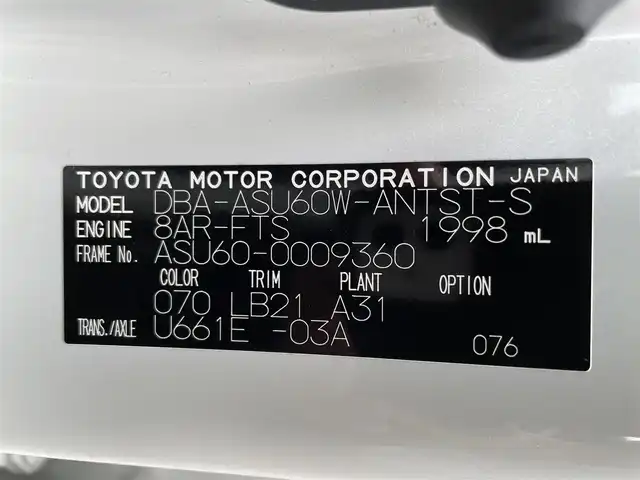 TOYOTA MOTOR CORPORATION JAPAN
MODEL DBA-ASU60W-ANTST-S
ENGINE 8AR-FTS 1998 mL
FRAME No. ASU60-0009360
COLOR TRIM PLANT OPTION
070 LB21 A31
TRANS./AXLE U661E -03A
076